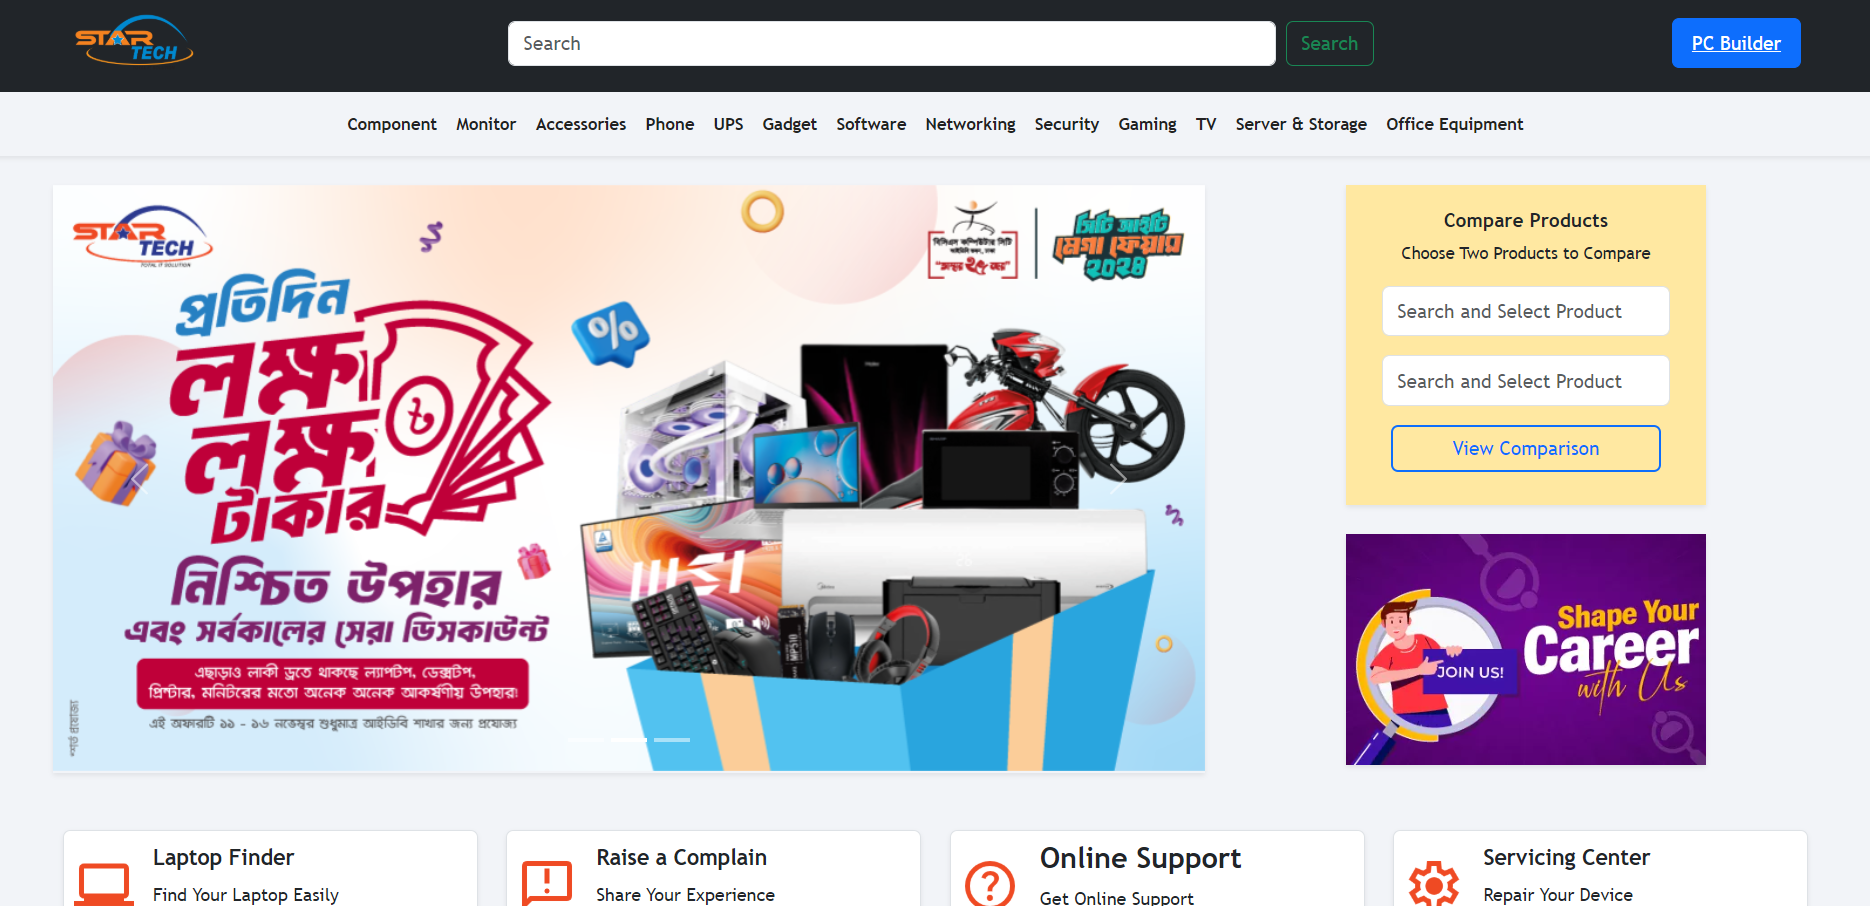 STAR
TECH
Search
Search
PC Builder
Component Monitor Accessories Phone UPS Gadget Software Networking Security Gaming TV Server & Storage Office Equipment
STAR
TECH
TOTAL IT SOLUTION
বিসিএস কম্পিউটার সিটি
সিটি আইটি
মেগা ফেয়ার
২০২৪
প্রতিদিন
লক্ষ
লক্ষ
টাকার
৳
%
নিশ্চিত উপহার
এবং সর্বকালের সেরা ডিসকাউন্ট
এছাড়াও লাকী ড্রতে থাকছে ল্যাপটপ, ডেক্সটপ,
প্রিন্টার, মনিটরের মতো অনেক অনেক আকর্ষণীয় উপহার!
এই অফারটি ১১ - ১৬ নভেম্বর শুধুমাত্র আইডিবি শাখার জন্য প্রযোজ্য
*শর্ত প্রযোজ্য
Compare Products
Choose Two Products to Compare
Search and Select Product
Search and Select Product
View Comparison
Shape Your
Career
with Us
JOIN US!
Laptop Finder
Find Your Laptop Easily
Raise a Complain
Share Your Experience
Online Support
Get Online Support
Servicing Center
Repair Your Device